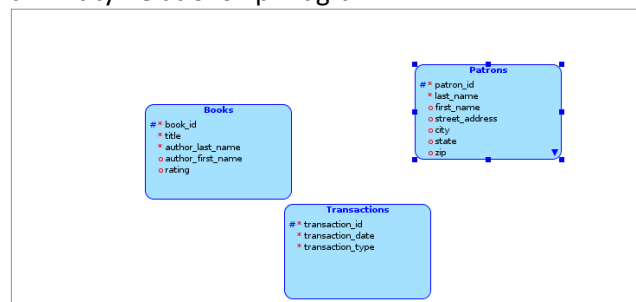 Books
# * book_id
* title
* author_last_name
o author_first_name
o rating
Patrons
# * patron_id
* last_name
o first_name
o street_address
o city
o state
o zip
Transactions
# * transaction_id
* transaction_date
* transaction_type